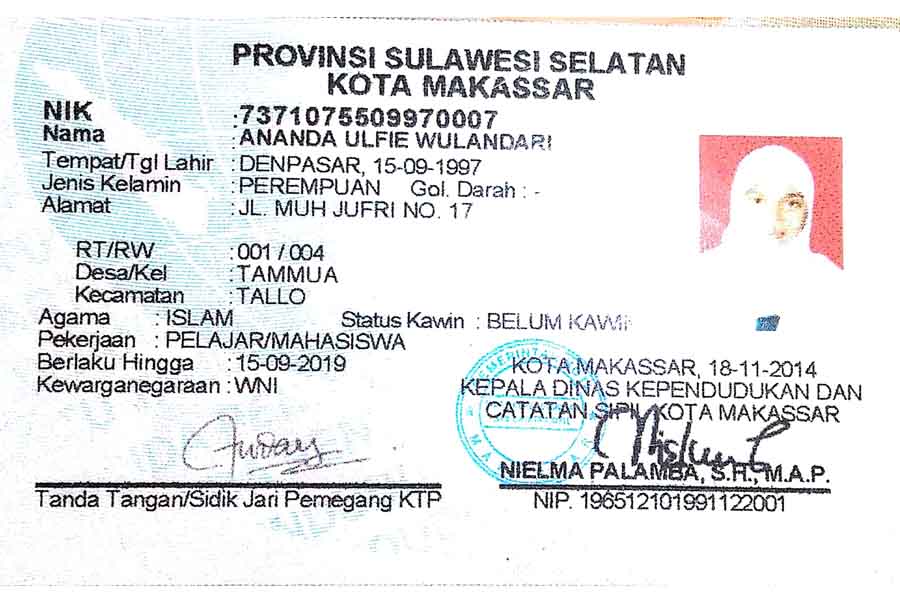 PROVINSI SULAWESI SELATAN
KOTA MAKASSAR
NIK : 7371075509970007
Nama : ANANDA ULFIE WULANDARI
Tempat/Tgl Lahir : DENPASAR, 15-09-1997
Jenis Kelamin : PEREMPUAN Gol. Darah : -
Alamat : JL. MUH JUFRI NO. 17
RT/RW : 001 / 004
Desa/Kel : TAMMUA
Kecamatan : TALLO
Agama : ISLAM Status Kawin : BELUM KAWIN
Pekerjaan : PELAJAR/MAHASISWA
Berlaku Hingga : 15-09-2019
Kewarganegaraan : WNI
KOTA MAKASSAR, 18-11-2014
KEPALA DINAS KEPENDUDUKAN DAN
CATATAN SIPIL KOTA MAKASSAR
NIELMA PALAMBA, S.H., M.A.P.
NIP. 196512101991122001
Tanda Tangan/Sidik Jari Pemegang KTP